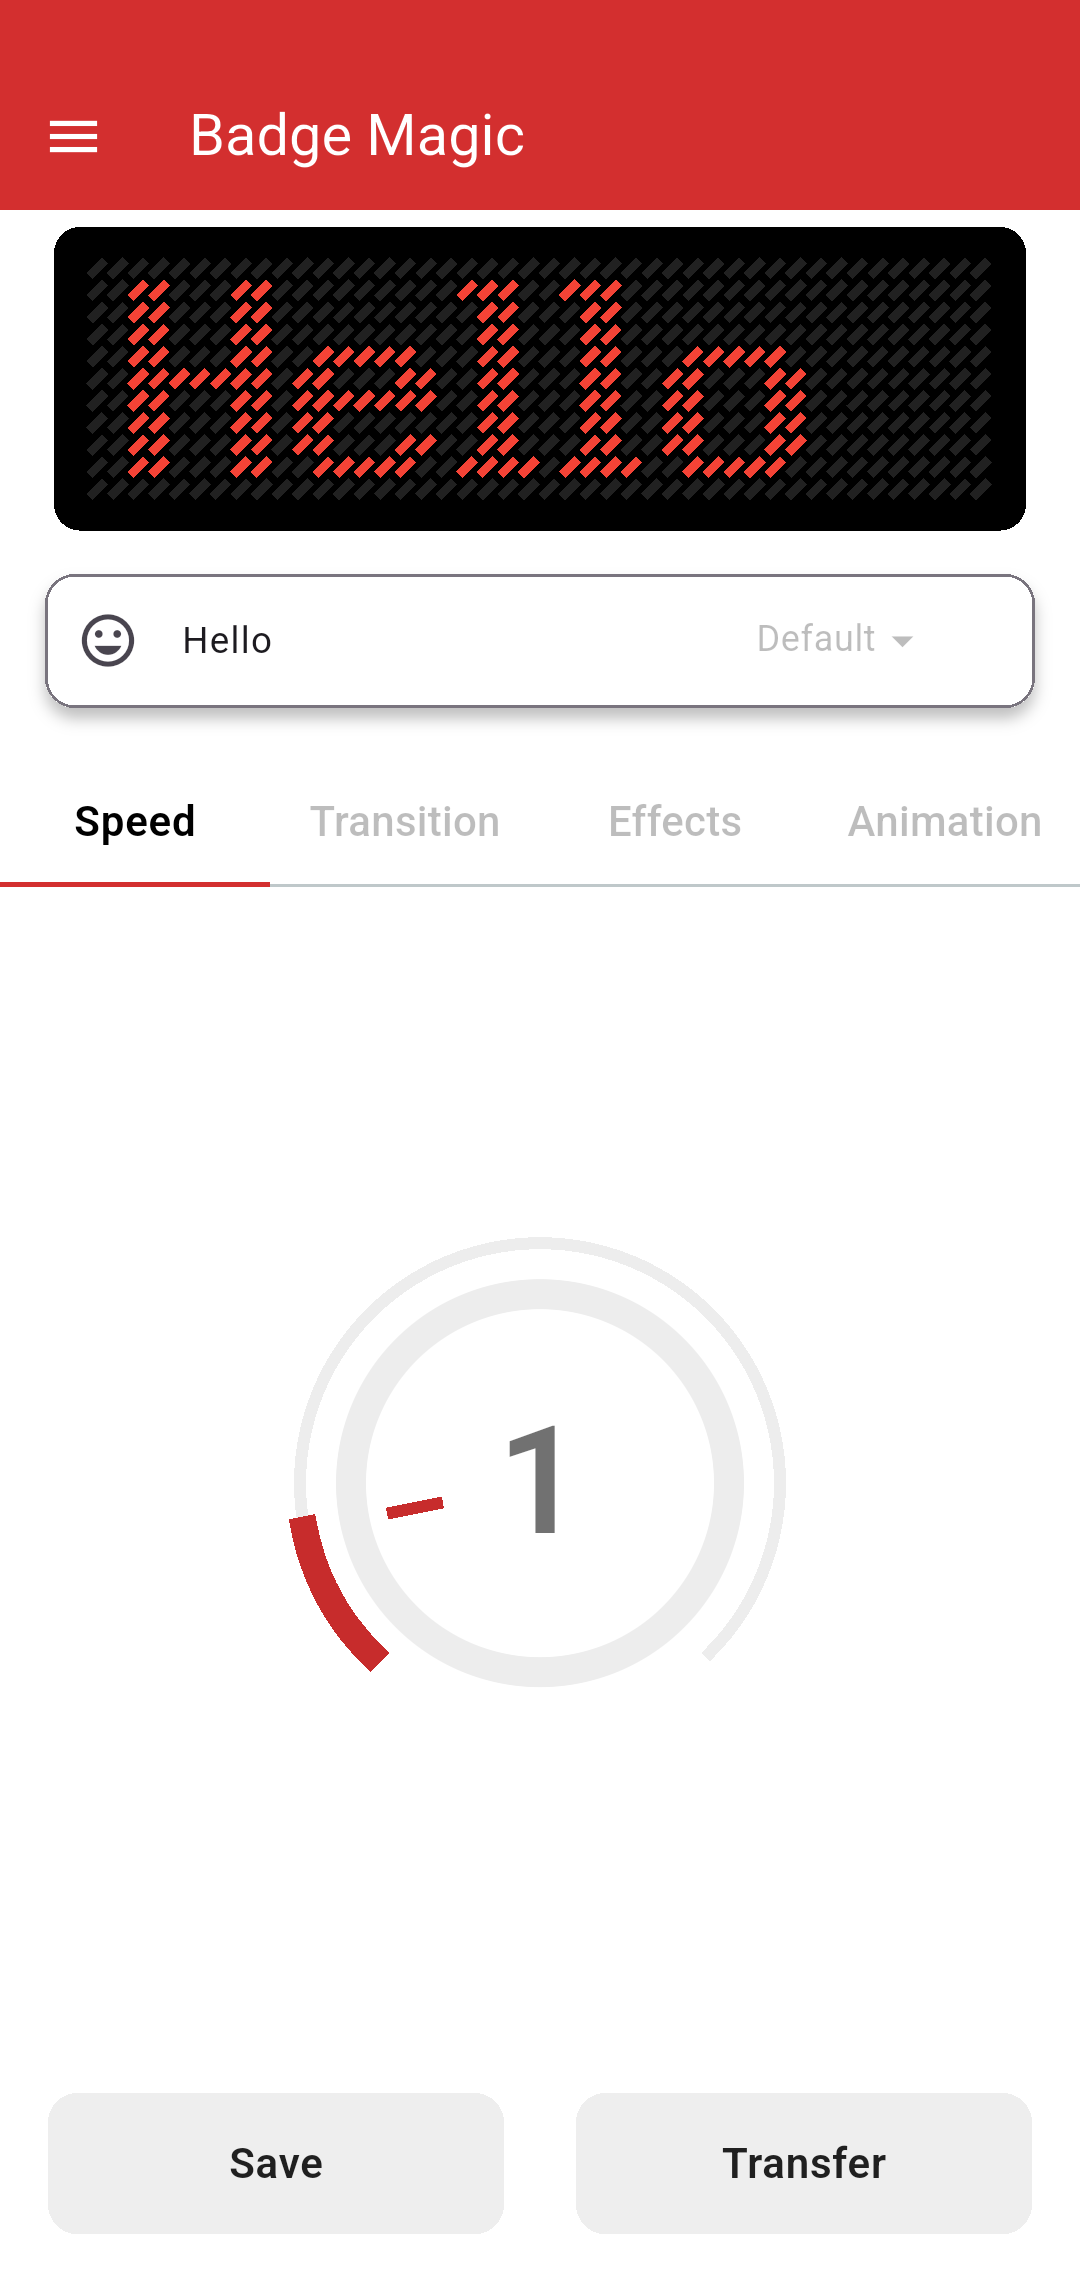 Badge Magic
Hello
Hello Default
Speed Transition Effects Animation
1
Save Transfer